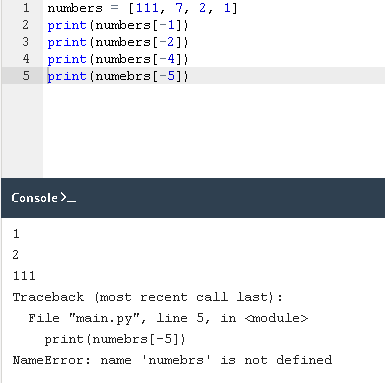 1 numbers = [111, 7, 2, 1]
2 print(numbers[-1])
3 print(numbers[-2])
4 print(numbers[-4])
5 print(numebrs[-5])
Console >_
1
2
111
Traceback (most recent call last):
  File "main.py", line 5, in <module>
    print(numebrs[-5])
NameError: name 'numebrs' is not defined